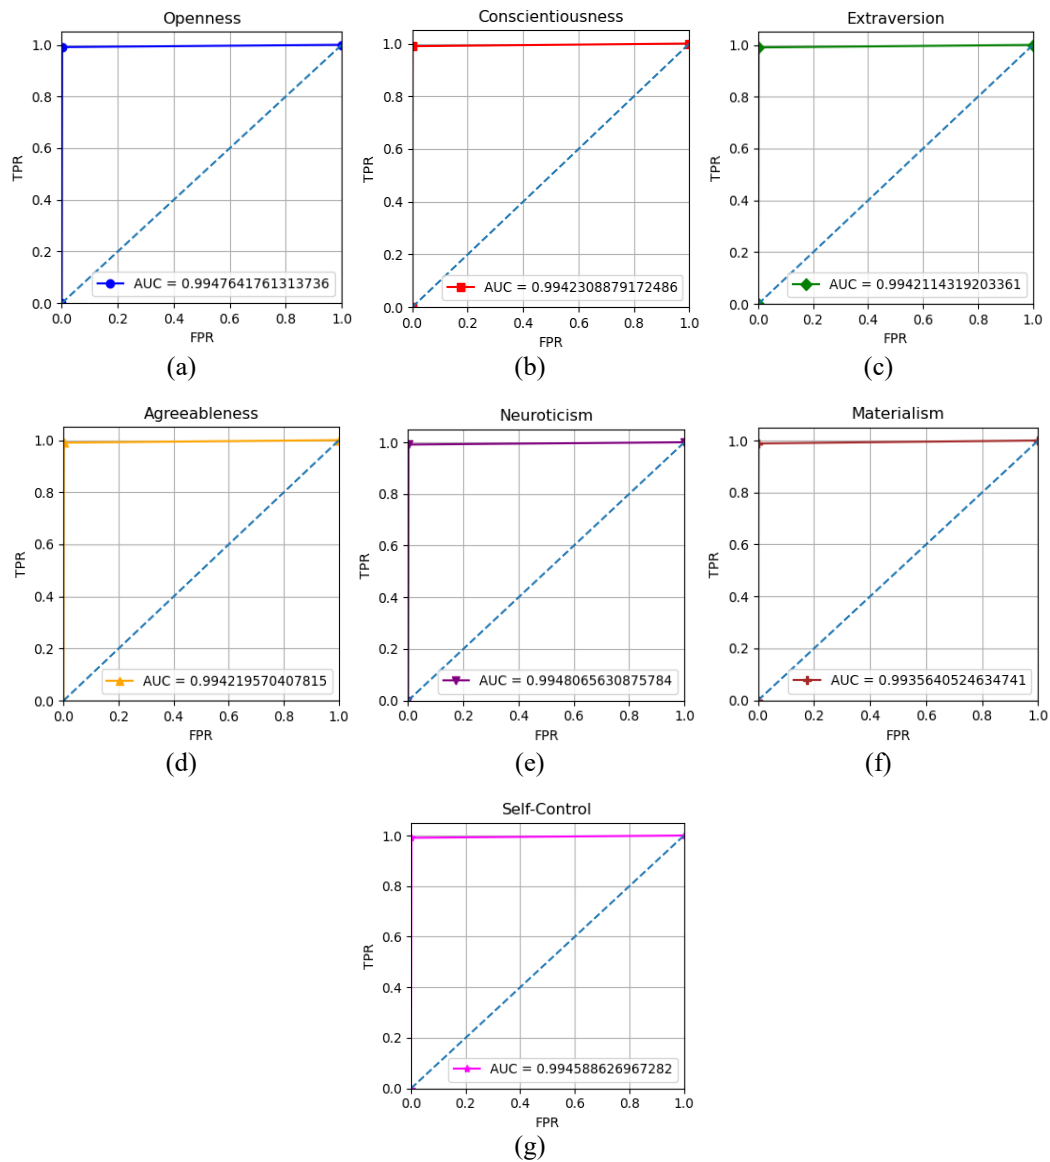 Openness
1.0
0.8
0.6
0.4
0.2
0.0
TPR
AUC = 0.9947641761313736
0.0 0.2 0.4 0.6 0.8 1.0
FPR
(a)
Conscientiousness
1.0
0.8
0.6
0.4
0.2
0.0
TPR
AUC = 0.9942308879172486
0.0 0.2 0.4 0.6 0.8 1.0
FPR
(b)
Extraversion
1.0
0.8
0.6
0.4
0.2
0.0
TPR
AUC = 0.9942114319203361
0.0 0.2 0.4 0.6 0.8 1.0
FPR
(c)
Agreeableness
1.0
0.8
0.6
0.4
0.2
0.0
TPR
AUC = 0.994219570407815
0.0 0.2 0.4 0.6 0.8 1.0
FPR
(d)
Neuroticism
1.0
0.8
0.6
0.4
0.2
0.0
TPR
AUC = 0.9948065630875784
0.0 0.2 0.4 0.6 0.8 1.0
FPR
(e)
Materialism
1.0
0.8
0.6
0.4
0.2
0.0
TPR
AUC = 0.9935640524634741
0.0 0.2 0.4 0.6 0.8 1.0
FPR
(f)
Self-Control
1.0
0.8
0.6
0.4
0.2
0.0
TPR
AUC = 0.994588626967282
0.0 0.2 0.4 0.6 0.8 1.0
FPR
(g)